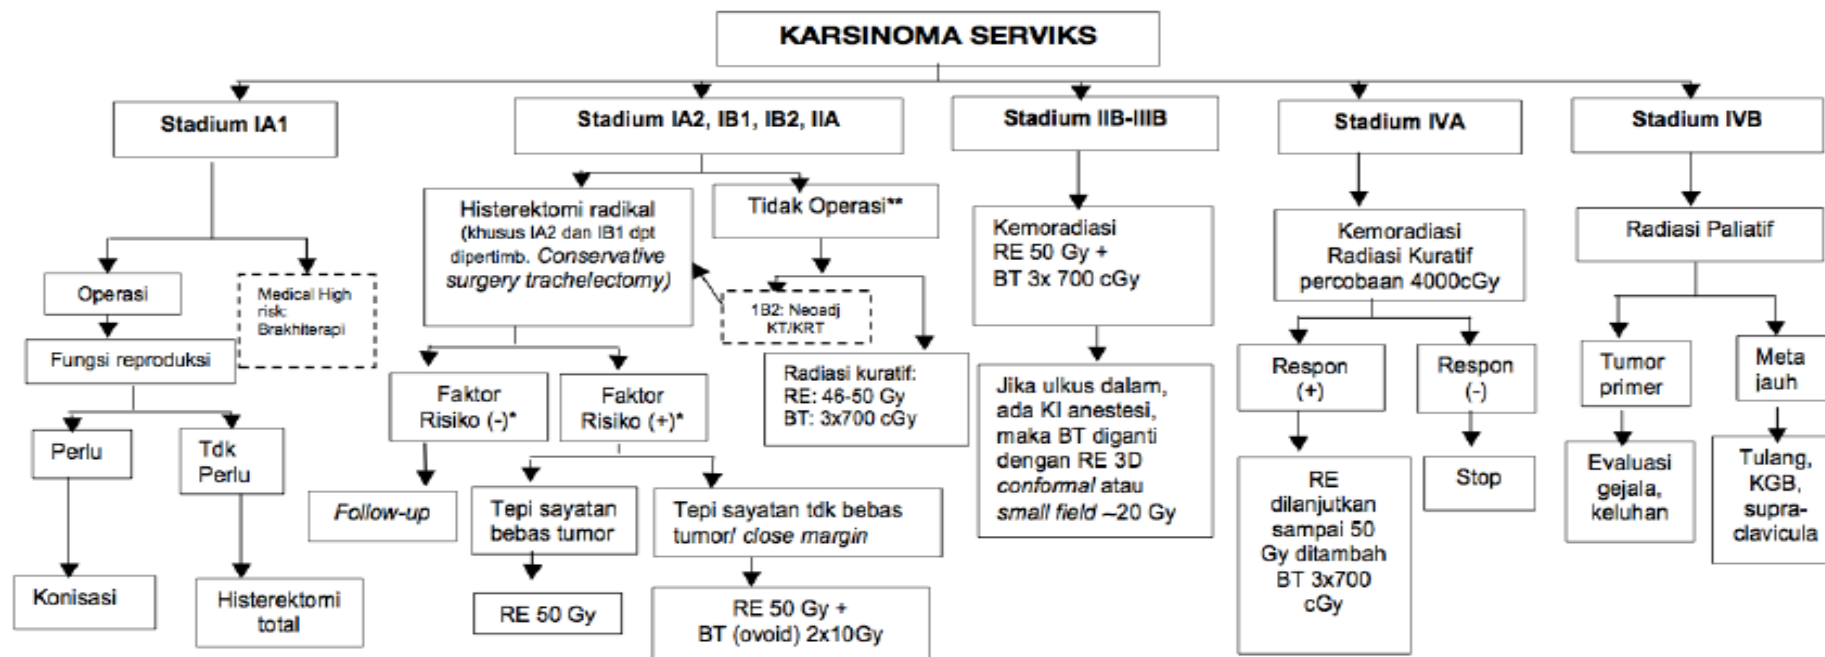 KARSINOMA SERVIKS
Stadium IA1
Stadium IA2, IB1, IB2, IIA
Stadium IIB-IIIB
Stadium IVA
Stadium IVB
Operasi
Medical High
risk:
Brakhiterapi
Fungsi reproduksi
Perlu
Tdk
Perlu
Konisasi
Histerektomi
total
Histerektomi radikal
(khusus IA2 dan IB1 dpt
dipertimb. Conservative
surgery trachelectomy)
Tidak Operasi**
1B2: Neoadj
KT/KRT
Radiasi kuratif:
RE: 46-50 Gy
BT: 3x700 cGy
Faktor
Risiko (-)*
Faktor
Risiko (+)*
Follow-up
Tepi sayatan
bebas tumor
Tepi sayatan tdk bebas
tumor/ close margin
RE 50 Gy
RE 50 Gy +
BT (ovoid) 2x10Gy
Kemoradiasi
RE 50 Gy +
BT 3x 700 cGy
Jika ulkus dalam,
ada KI anestesi,
maka BT diganti
dengan RE 3D
conformal atau
small field ~20 Gy
Kemoradiasi
Radiasi Kuratif
percobaan 4000cGy
Respon
(+)
Respon
(-)
RE
dilanjutkan
sampai 50
Gy ditambah
BT 3x700
cGy
Stop
Radiasi Paliatif
Tumor
primer
Meta
jauh
Evaluasi
gejala,
keluhan
Tulang,
KGB,
supra-
clavicula